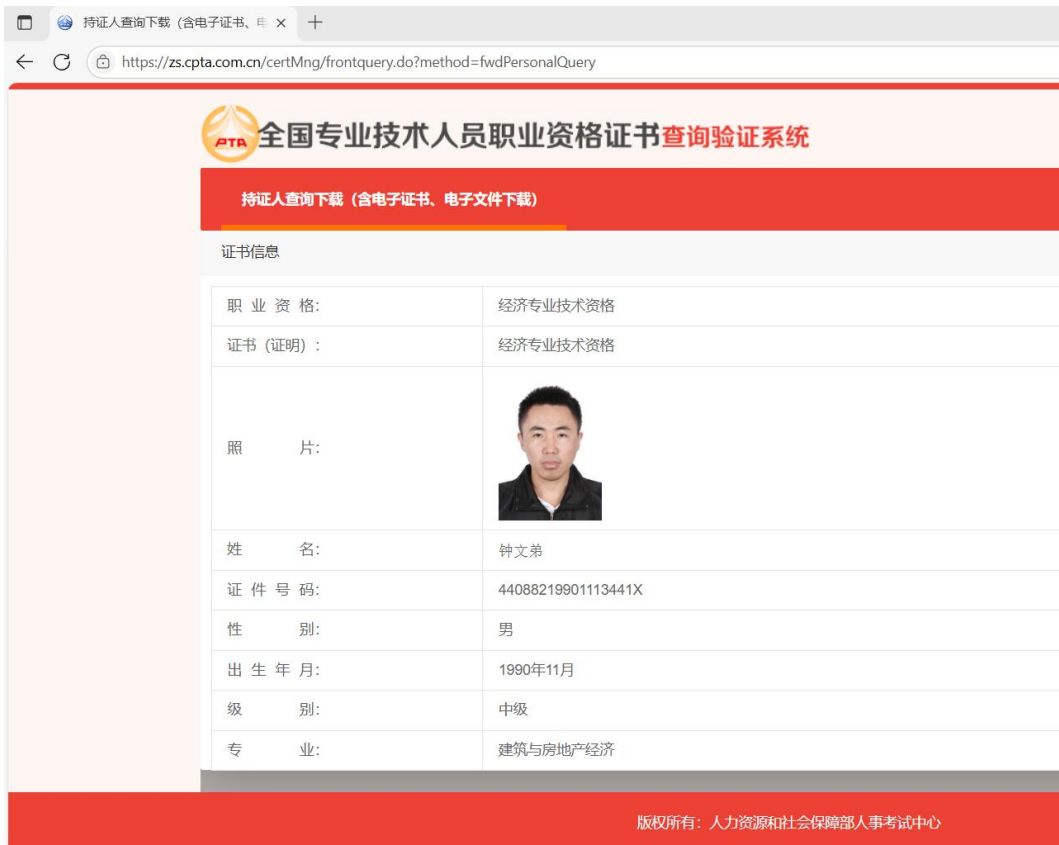 持证人查询下载（含电子证书、电
https://zs.cpta.com.cn/certMng/frontquery.do?method=fwdPersonalQuery
PTA 全国专业技术人员职业资格证书查询验证系统
持证人查询下载（含电子证书、电子文件下载）
证书信息
职 业 资 格: 经济专业技术资格
证书（证明）: 经济专业技术资格
照 片:
姓 名: 钟文弟
证 件 号 码: 44088219901113441X
性 别: 男
出 生 年 月: 1990年11月
级 别: 中级
专 业: 建筑与房地产经济
版权所有：人力资源和社会保障部人事考试中心